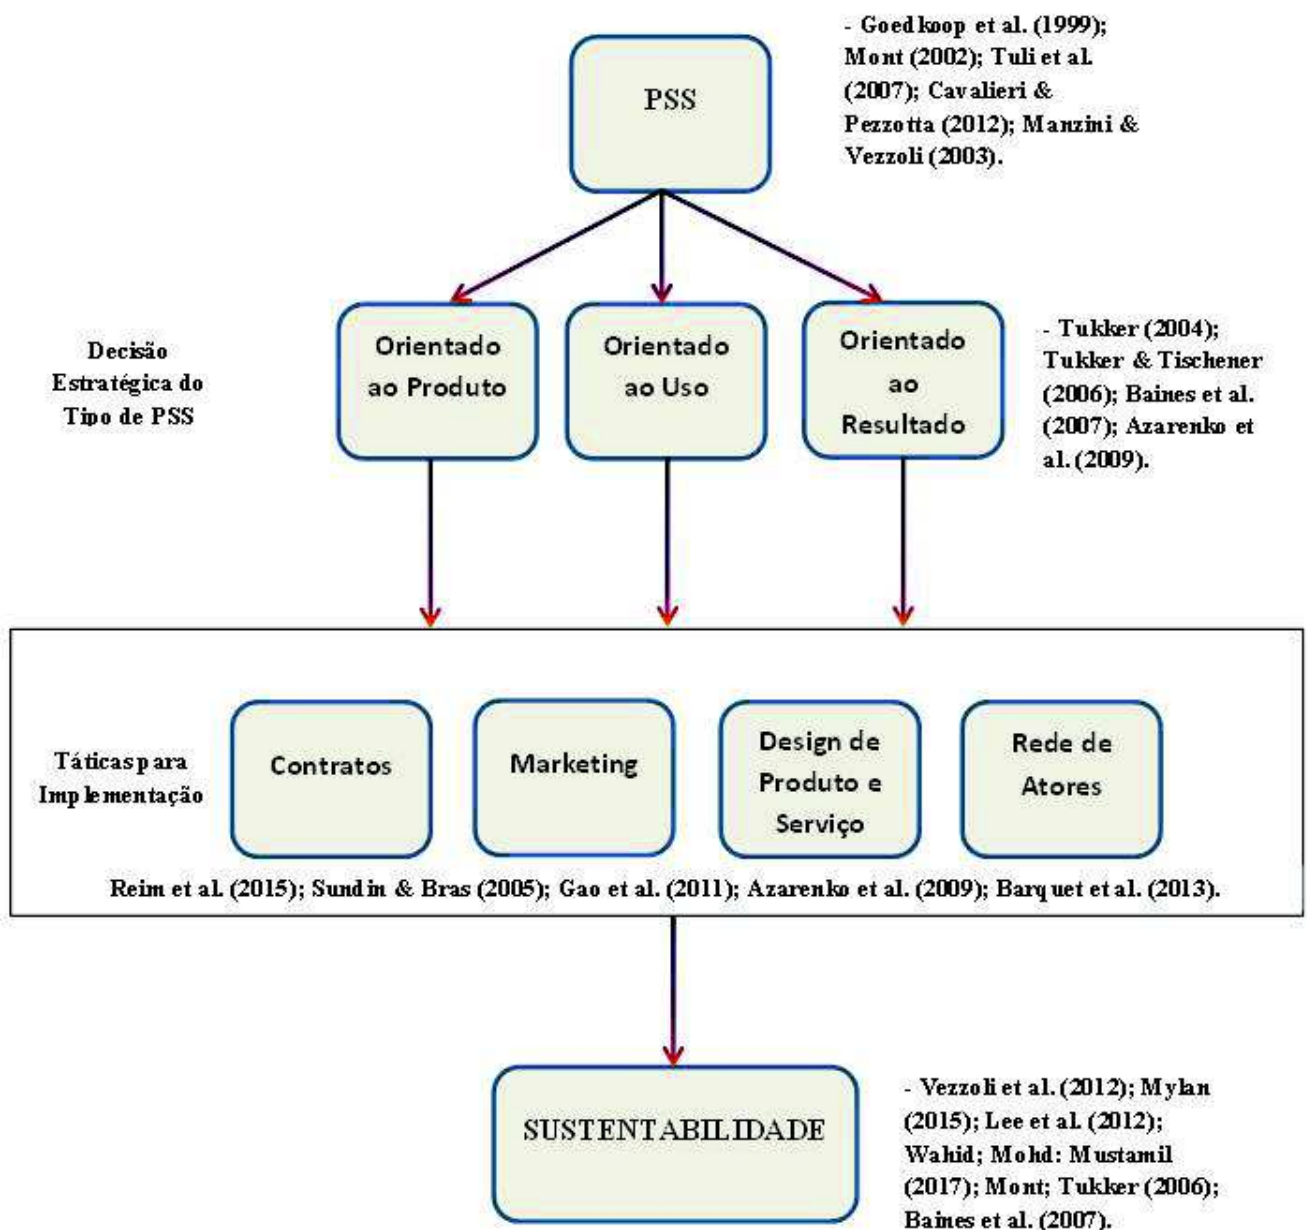 - Goedkoop et al. (1999);
Mont (2002); Tuli et al.
(2007); Cavalieri &
Pezzotta (2012); Manzini &
Vezzoli (2003).
PSS
Decisão
Estratégica do
Tipo de PSS
Orientado
ao Produto
Orientado
ao Uso
Orientado
ao
Resultado
- Tukker (2004);
Tukker & Tischener
(2006); Baines et al.
(2007); Azarenko et
al. (2009).
Táticas para
Implementação
Contratos
Marketing
Design de
Produto e
Serviço
Rede de
Atores
Reim et al. (2015); Sundin & Bras (2005); Gao et al. (2011); Azarenko et al. (2009); Barquet et al. (2013).
SUSTENTABILIDADE
- Vezzoli et al. (2012); Mylan
(2015); Lee et al. (2012);
Wahid; Mohd: Mustamil
(2017); Mont; Tukker (2006);
Baines et al. (2007).